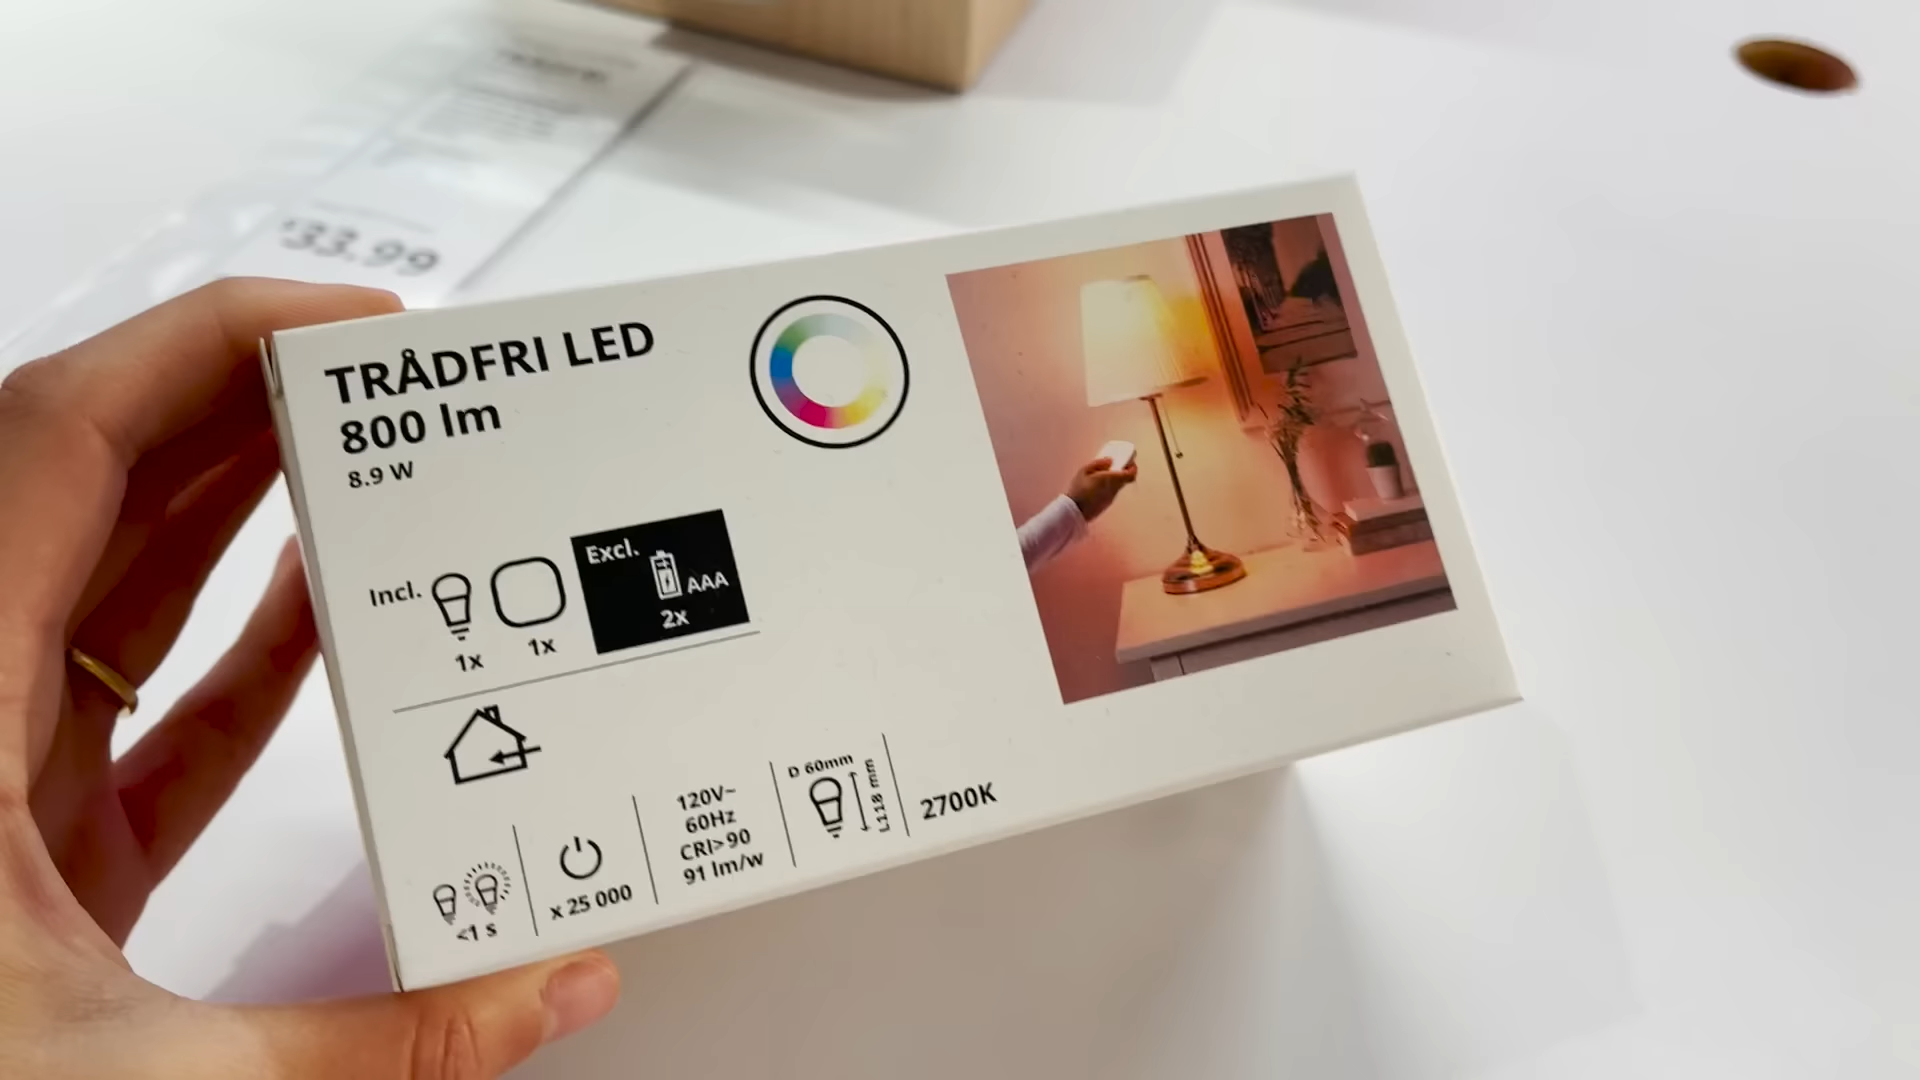 33.99
TRÅDFRI LED
800 lm
8.9 W
Incl.
1x
1x
Excl.
AAA
2x
<1 s
x 25 000
120V~
60Hz
CRI>90
91 lm/w
D 60mm
L118 mm
2700K